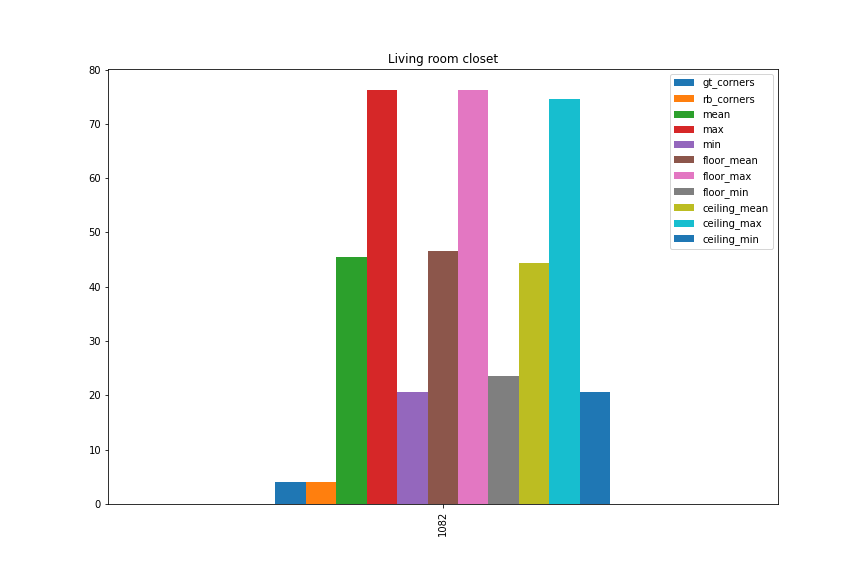 Living room closet
80
70
60
50
40
30
20
10
0
gt_corners
rb_corners
mean
max
min
floor_mean
floor_max
floor_min
ceiling_mean
ceiling_max
ceiling_min
1082